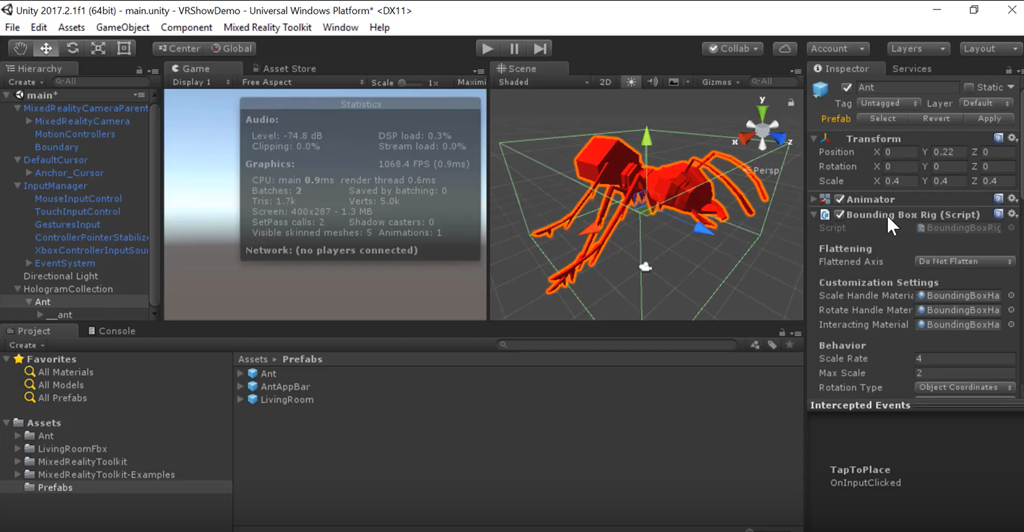 Unity 2017.2.1f1 (64bit) - main.unity - VRShowDemo - Universal Windows Platform* <DX11>
File Edit Assets GameObject Component Mixed Reality Toolkit Window Help
Center Global Collab Account Layers Layout
Hierarchy
Create All
main*
MixedRealityCameraParent
MixedRealityCamera
MotionControllers
Boundary
DefaultCursor
Anchor_Cursor
InputManager
MouseInputControl
TouchInputControl
GesturesInput
ControllerPointerStabilize
XboxControllerInputSour
EventSystem
Directional Light
HologramCollection
Ant
__ant
Game Asset Store
Display 1 Free Aspect Scale 1x Maximi
Statistics
Audio:
Level: -74.8 dB DSP load: 0.3%
Clipping: 0.0% Stream load: 0.0%
Graphics: 1068.4 FPS (0.9ms)
CPU: main 0.9ms render thread 0.6ms
Batches: 2 Saved by batching: 0
Tris: 1.7k Verts: 5.0k
Screen: 400x287 - 1.3 MB
SetPass calls: 2 Shadow casters: 0
Visible skinned meshes: 5 Animations: 1
Network: (no players connected)
Scene
Shaded 2D Gizmos All
y
x z
Persp
Inspector Services
Ant Static
Tag Untagged Layer Default
Prefab Select Revert Apply
Transform
Position X 0 Y 0.22 Z 0
Rotation X 0 Y 0 Z 0
Scale X 0.4 Y 0.4 Z 0.4
Animator
Bounding Box Rig (Script)
Script BoundingBoxRig
Flattening
Flattened Axis Do Not Flatten
Customization Settings
Scale Handle Materia BoundingBoxHa
Rotate Handle Mater BoundingBoxHa
Interacting Material BoundingBoxHa
Behavior
Scale Rate 4
Max Scale 2
Rotation Type Object Coordinates
Intercepted Events
TapToPlace
OnInputClicked
Project Console
Create
Favorites
All Materials
All Models
All Prefabs
Assets
Ant
LivingRoomFbx
MixedRealityToolkit
MixedRealityToolkit-Examples
Prefabs
Assets Prefabs
Ant
AntAppBar
LivingRoom